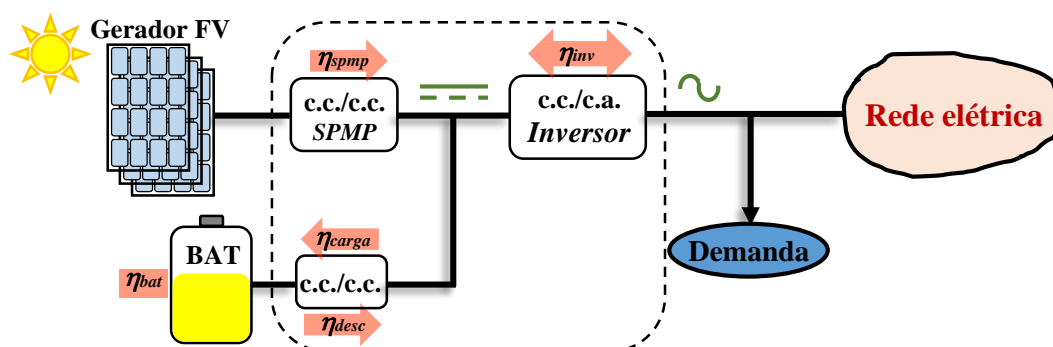 Gerador FV
ηspmp
c.c./c.c.
SPMP
ηinv
c.c./c.a.
Inversor
Rede elétrica
Demanda
BAT
ηbat
ηcarga
c.c./c.c.
ηdesc